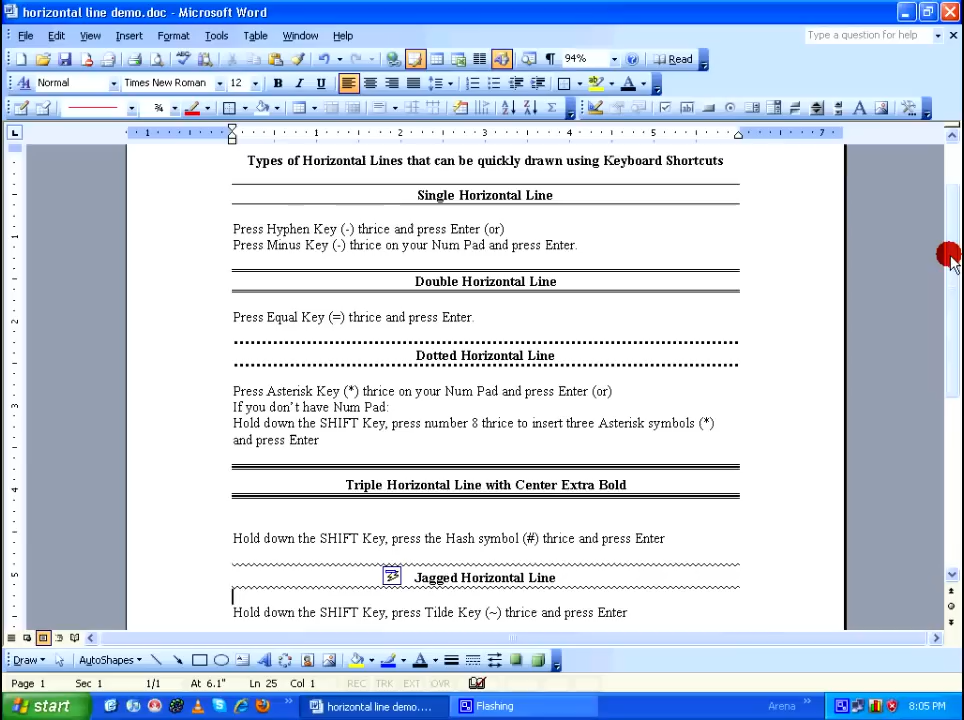 horizontal line demo.doc - Microsoft Word
File Edit View Insert Format Tools Table Window Help
Type a question for help
94%
Read
Normal
Times New Roman
12
B I U
¾
1 1 2 3 4 5 7
Types of Horizontal Lines that can be quickly drawn using Keyboard Shortcuts
Single Horizontal Line
Press Hyphen Key (-) thrice and press Enter (or)
Press Minus Key (-) thrice on your Num Pad and press Enter.
Double Horizontal Line
Press Equal Key (=) thrice and press Enter.
Dotted Horizontal Line
Press Asterisk Key (*) thrice on your Num Pad and press Enter (or)
If you don't have Num Pad:
Hold down the SHIFT Key, press number 8 thrice to insert three Asterisk symbols (*)
and press Enter
Triple Horizontal Line with Center Extra Bold
Hold down the SHIFT Key, press the Hash symbol (#) thrice and press Enter
Jagged Horizontal Line
Hold down the SHIFT Key, press Tilde Key (~) thrice and press Enter
Draw
AutoShapes
Page 1 Sec 1 1/1 At 6.1" Ln 25 Col 1 REC TRK EXT OVR
start
horizontal line demo....
Flashing
Arena
8:05 PM